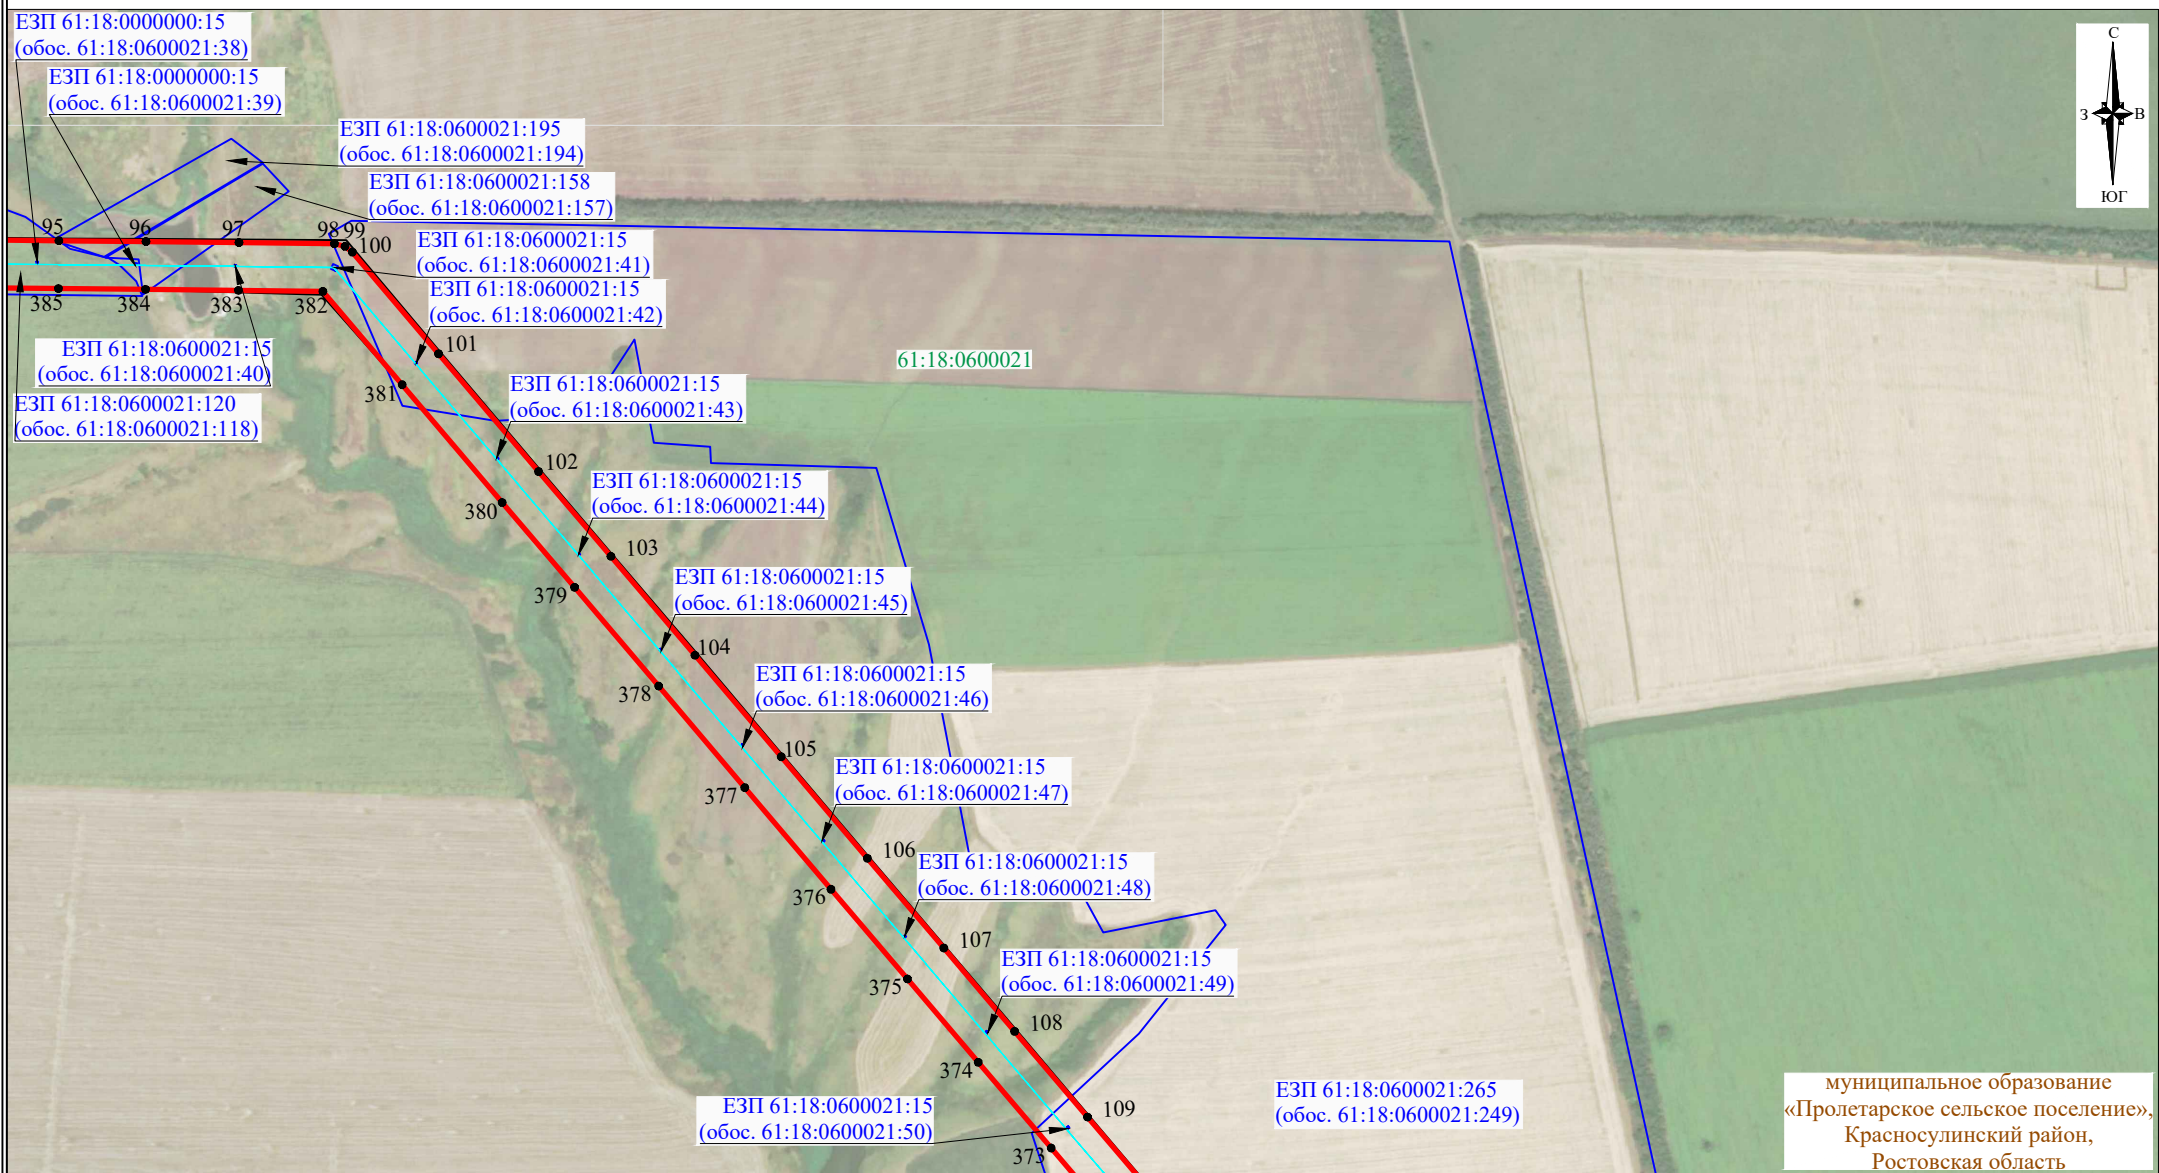 ЕЗП 61:18:0000000:15
(обос. 61:18:0600021:38)
ЕЗП 61:18:0000000:15
(обос. 61:18:0600021:39)
ЕЗП 61:18:0600021:195
(обос. 61:18:0600021:194)
ЕЗП 61:18:0600021:158
(обос. 61:18:0600021:157)
С
З
В
ЮГ
95
96
97
98
99
100
ЕЗП 61:18:0600021:15
(обос. 61:18:0600021:41)
ЕЗП 61:18:0600021:15
(обос. 61:18:0600021:42)
385
384
383
382
101
ЕЗП 61:18:0600021:15
(обос. 61:18:0600021:40)
61:18:0600021
381
ЕЗП 61:18:0600021:120
(обос. 61:18:0600021:118)
ЕЗП 61:18:0600021:15
(обос. 61:18:0600021:43)
102
380
ЕЗП 61:18:0600021:15
(обос. 61:18:0600021:44)
103
379
ЕЗП 61:18:0600021:15
(обос. 61:18:0600021:45)
104
378
ЕЗП 61:18:0600021:15
(обос. 61:18:0600021:46)
105
377
ЕЗП 61:18:0600021:15
(обос. 61:18:0600021:47)
106
376
ЕЗП 61:18:0600021:15
(обос. 61:18:0600021:48)
107
375
ЕЗП 61:18:0600021:15
(обос. 61:18:0600021:49)
108
374
ЕЗП 61:18:0600021:15
(обос. 61:18:0600021:50)
109
373
ЕЗП 61:18:0600021:265
(обос. 61:18:0600021:249)
муниципальное образование
«Пролетарское сельское поселение»,
Красносулинский район,
Ростовская область